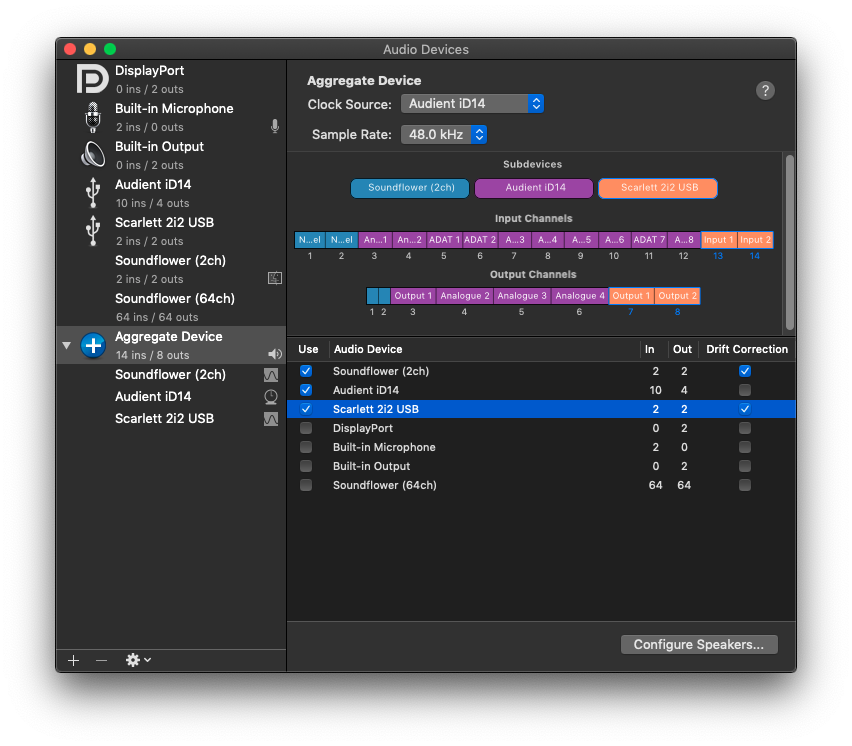 Audio Devices
DisplayPort
0 ins / 2 outs
Built-in Microphone
2 ins / 0 outs
Built-in Output
0 ins / 2 outs
Audient iD14
10 ins / 4 outs
Scarlett 2i2 USB
2 ins / 2 outs
Soundflower (2ch)
2 ins / 2 outs
Soundflower (64ch)
64 ins / 64 outs
Aggregate Device
14 ins / 8 outs
Soundflower (2ch)
Audient iD14
Scarlett 2i2 USB
Aggregate Device
?
Clock Source: Audient iD14
Sample Rate: 48.0 kHz
Subdevices
Soundflower (2ch) Audient iD14 Scarlett 2i2 USB
Input Channels
N...el N...el An...1 An...2 ADAT 1 ADAT 2 A...3 A...4 A...5 A...6 ADAT 7 A...8 Input 1 Input 2
1 2 3 4 5 6 7 8 9 10 11 12 13 14
Output Channels
Output 1 Analogue 2 Analogue 3 Analogue 4 Output 1 Output 2
1 2 3 4 5 6 7 8
Use Audio Device In Out Drift Correction
Soundflower (2ch) 2 2
Audient iD14 10 4
Scarlett 2i2 USB 2 2
DisplayPort 0 2
Built-in Microphone 2 0
Built-in Output 0 2
Soundflower (64ch) 64 64
Configure Speakers...